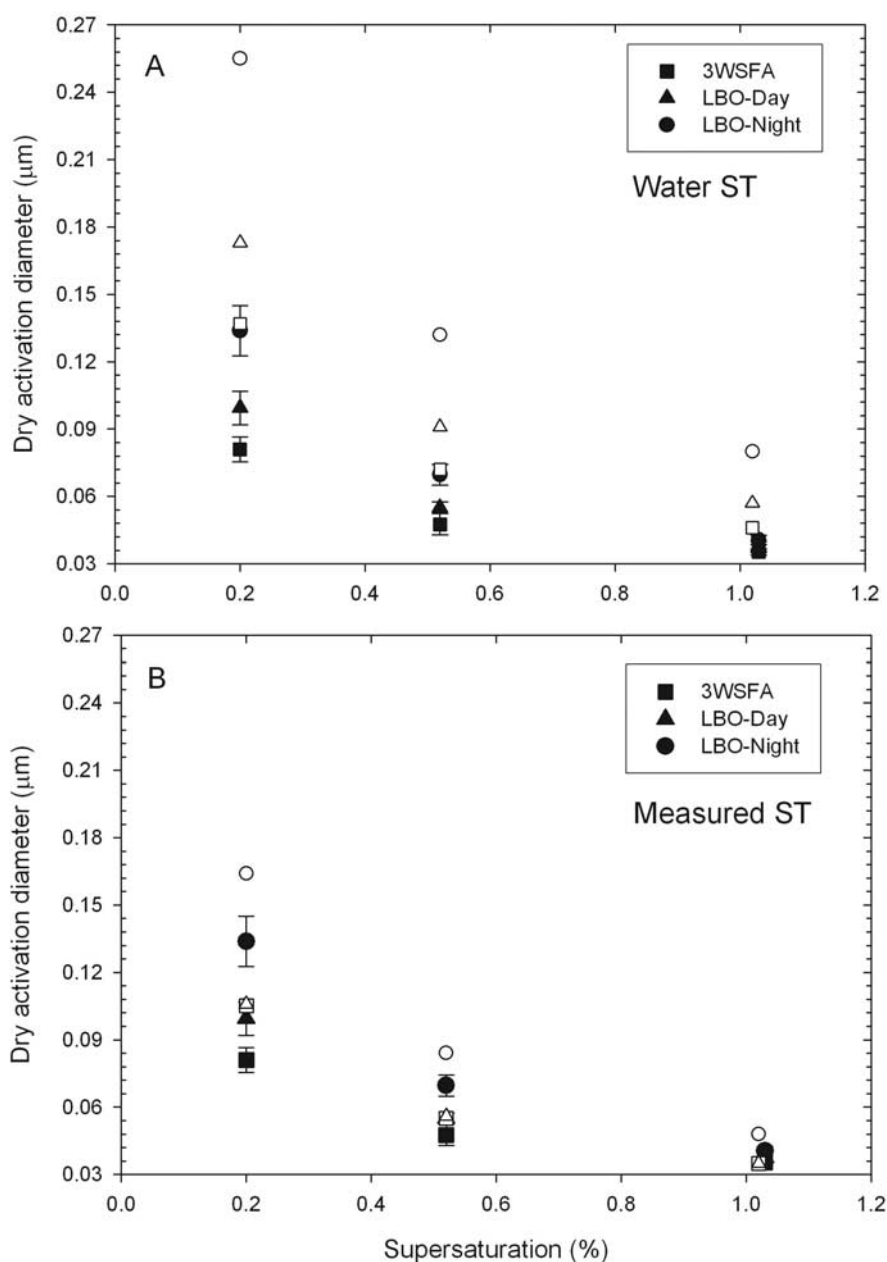 A
3WSFA
LBO-Day
LBO-Night
Water ST
Dry activation diameter (μm)
0.27
0.24
0.21
0.18
0.15
0.12
0.09
0.06
0.03
0.0 0.2 0.4 0.6 0.8 1.0 1.2
B
3WSFA
LBO-Day
LBO-Night
Measured ST
Dry activation diameter (μm)
0.27
0.24
0.21
0.18
0.15
0.12
0.09
0.06
0.03
0.0 0.2 0.4 0.6 0.8 1.0 1.2
Supersaturation (%)